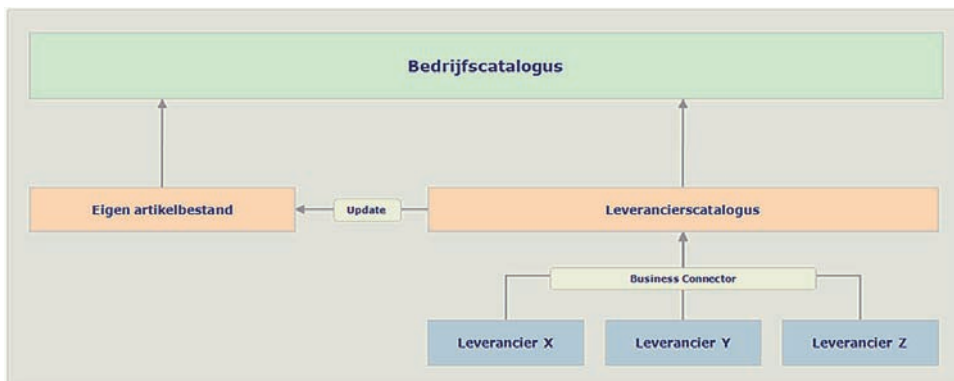 Bedrijfscatalogus
Eigen artikelbestand
Update
Leverancierscatalogus
Business Connector
Leverancier X
Leverancier Y
Leverancier Z